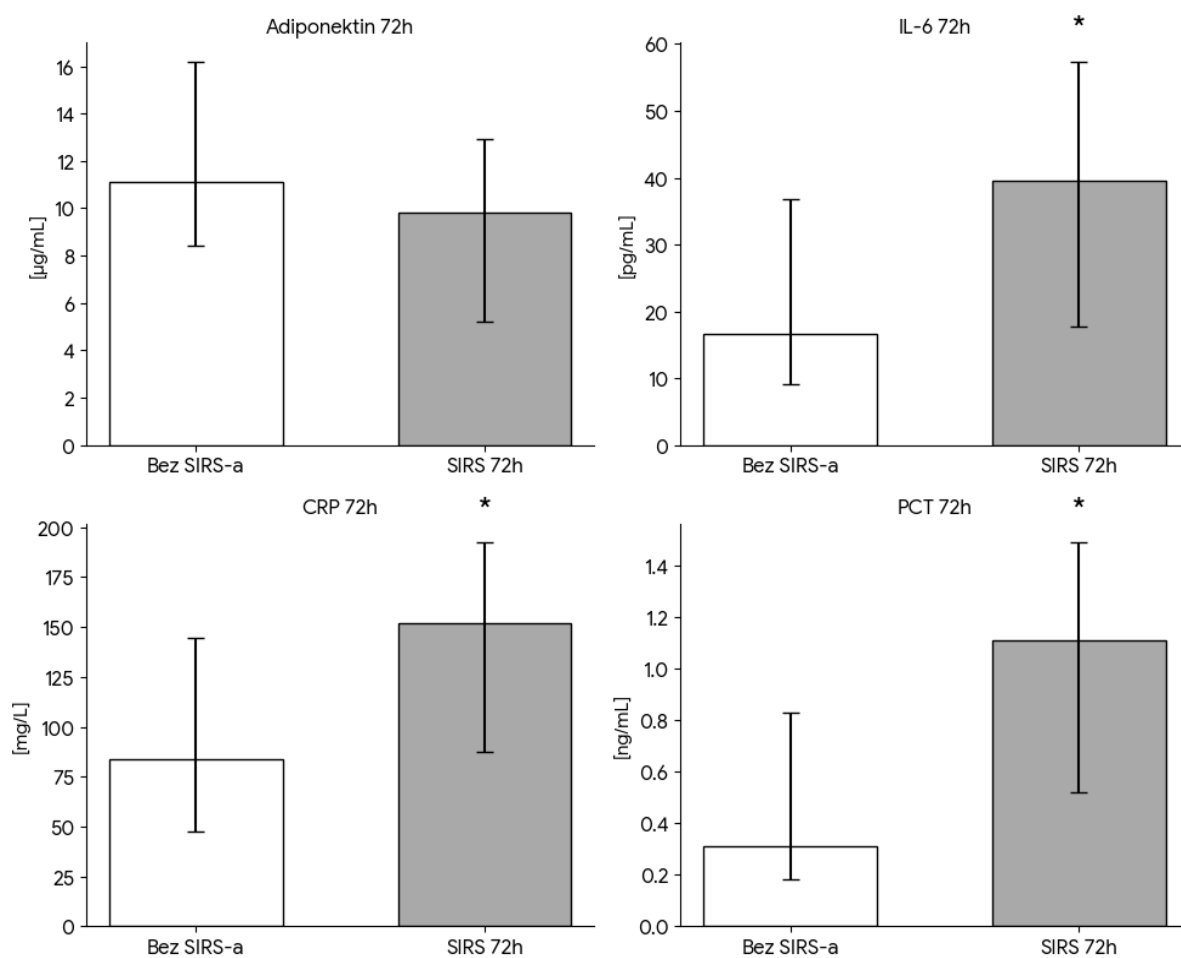 Adiponektin 72h
[µg/mL]
16
14
12
10
8
6
4
2
0
Bez SIRS-a
SIRS 72h
IL-6 72h
*
[pg/mL]
60
50
40
30
20
10
0
Bez SIRS-a
SIRS 72h
CRP 72h
*
[mg/L]
200
175
150
125
100
75
50
25
0
Bez SIRS-a
SIRS 72h
PCT 72h
*
[ng/mL]
1.4
1.2
1.0
0.8
0.6
0.4
0.2
0.0
Bez SIRS-a
SIRS 72h